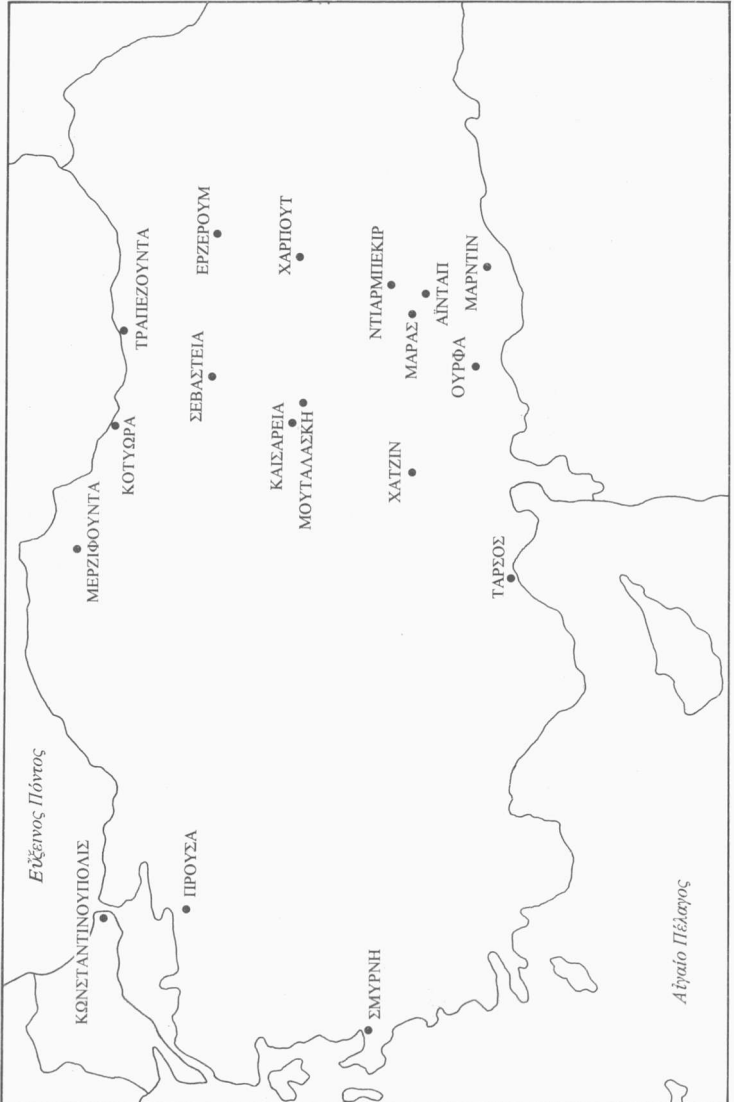 Εὔξεινος Πόντος
ΚΩΝΣΤΑΝΤΙΝΟΥΠΟΛΙΣ
ΠΡΟΥΣΑ
ΣΜΥΡΝΗ
ΜΕΡΖΙΦΟΥΝΤΑ
ΚΟΤΥΩΡΑ
ΤΡΑΠΕΖΟΥΝΤΑ
ΣΕΒΑΣΤΕΙΑ
ΕΡΖΕΡΟΥΜ
ΚΑΙΣΑΡΕΙΑ
ΜΟΥΤΑΛΑΣΚΗ
ΧΑΡΠΟΥΤ
ΧΑΤΖΙΝ
ΜΑΡΑΣ
ΝΤΙΑΡΜΠΕΚΙΡ
ΑΪΝΤΑΠ
ΟΥΡΦΑ
ΜΑΡΝΤΙΝ
ΤΑΡΣΟΣ
Αἰγαίο Πέλαγος